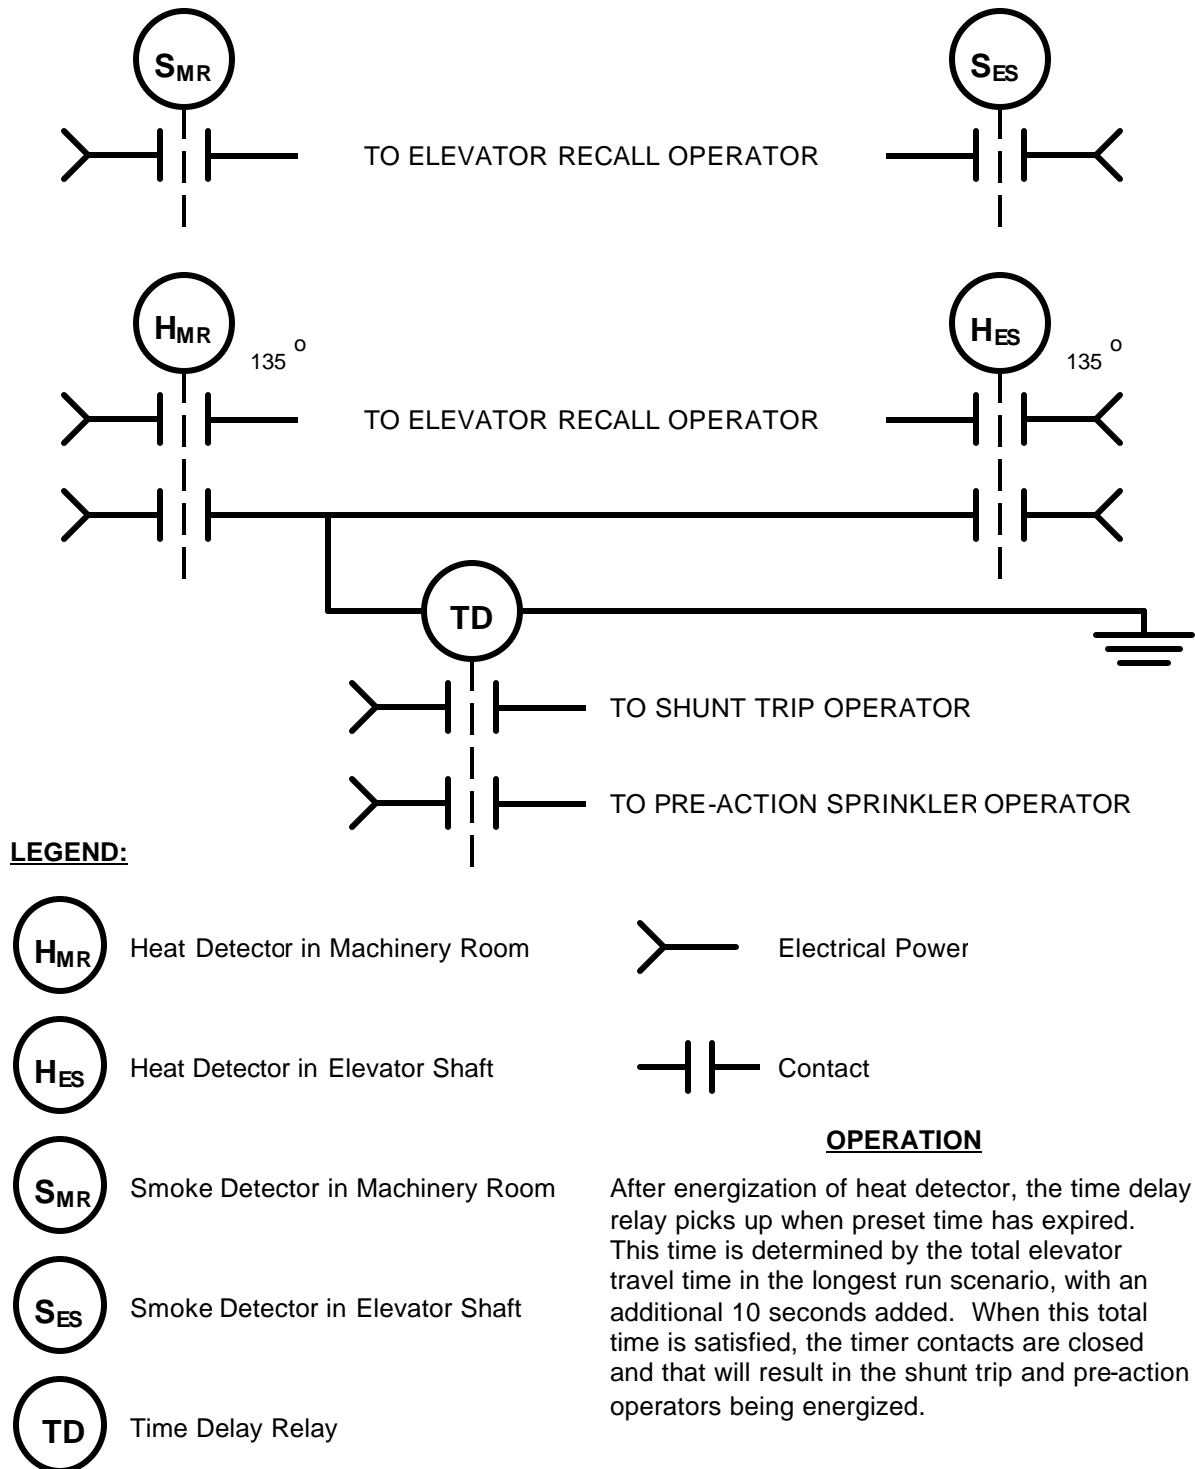 SMR
SES
TO ELEVATOR RECALL OPERATOR
HMR
135 o
HES
135 o
TO ELEVATOR RECALL OPERATOR
TD
TO SHUNT TRIP OPERATOR
TO PRE-ACTION SPRINKLER OPERATOR
LEGEND:
HMR
Heat Detector in Machinery Room
Electrical Power
HES
Heat Detector in Elevator Shaft
Contact
SMR
Smoke Detector in Machinery Room
SES
Smoke Detector in Elevator Shaft
TD
Time Delay Relay
OPERATION
After energization of heat detector, the time delay
relay picks up when preset time has expired.
This time is determined by the total elevator
travel time in the longest run scenario, with an
additional 10 seconds added. When this total
time is satisfied, the timer contacts are closed
and that will result in the shunt trip and pre-action
operators being energized.